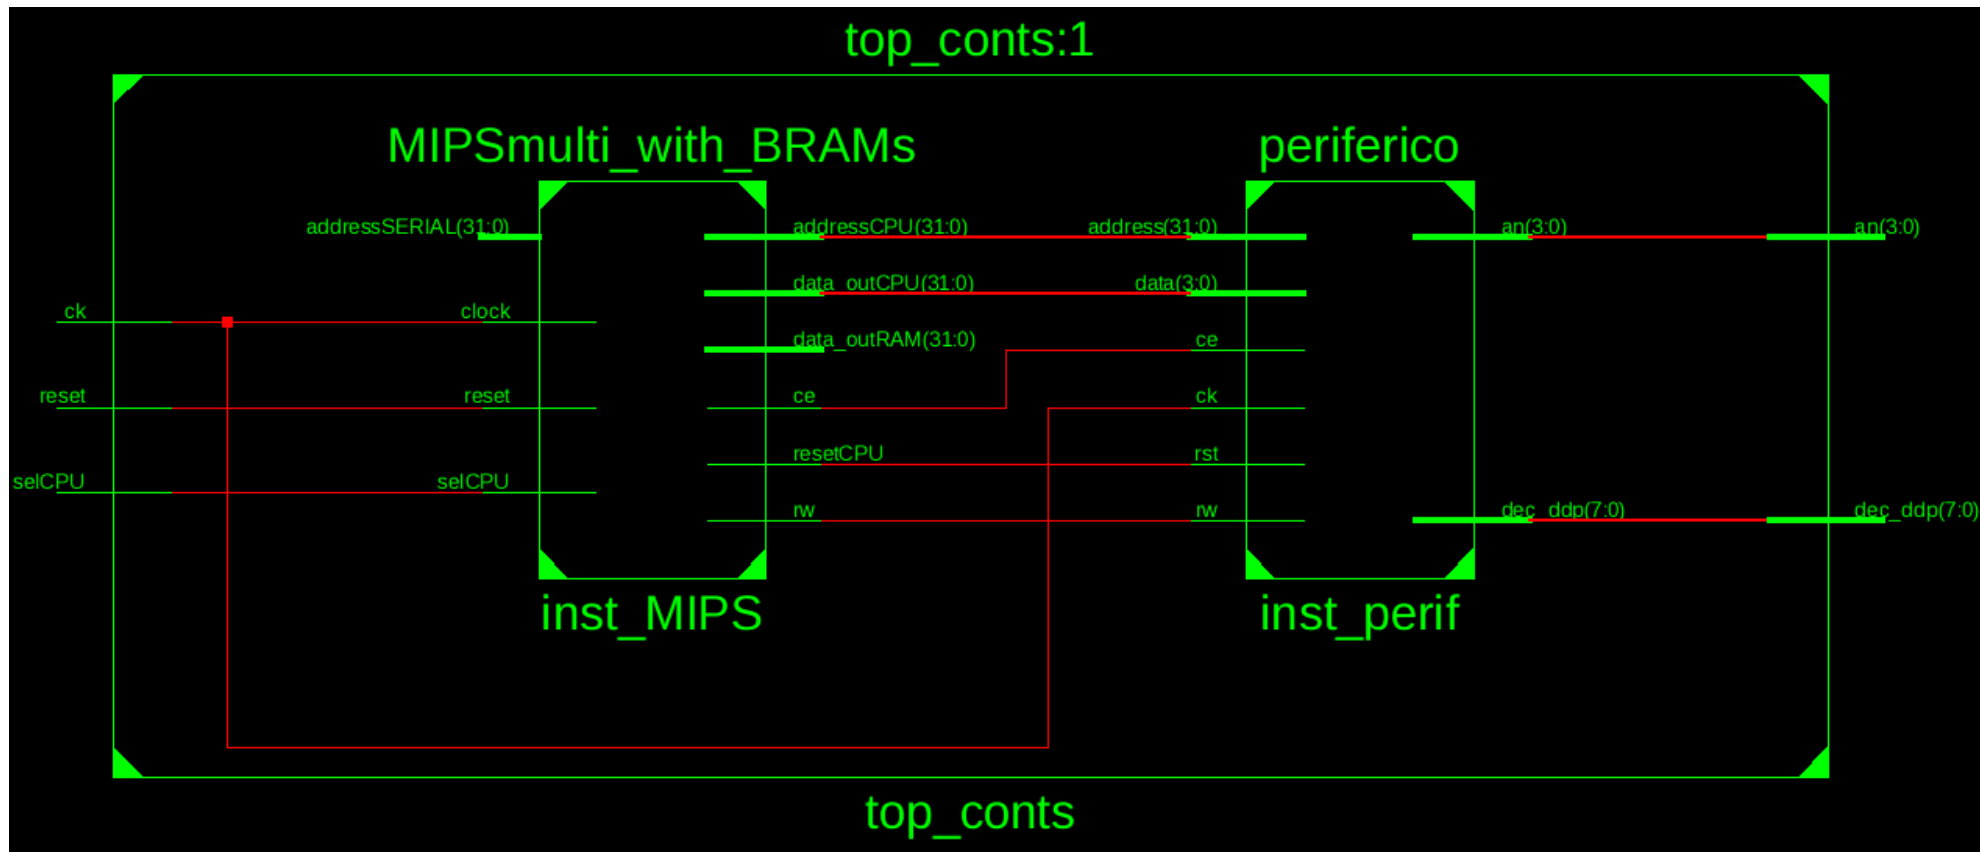 top_conts:1
MIPSmulti_with_BRAMs
periferico
addressSERIAL(31:0)
addressCPU(31:0)
address(31:0)
an(3:0)
an(3:0)
data_outCPU(31:0)
data(3:0)
ck
clock
data_outRAM(31:0)
ce
reset
reset
ce
ck
resetCPU
rst
selCPU
selCPU
rw
rw
dec_ddp(7:0)
dec_ddp(7:0)
inst_MIPS
inst_perif
top_conts